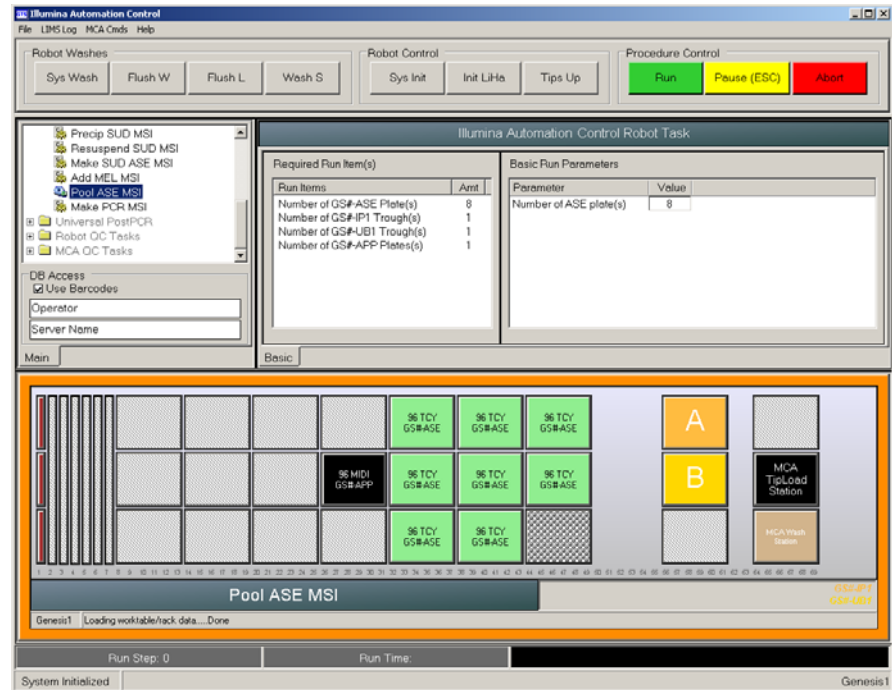 Illumina Automation Control
File LIMS Log MCA Cmds Help
Robot Washes
Robot Control
Procedure Control
Sys Wash
Flush W
Flush L
Wash S
Sys Init
Init LiHa
Tips Up
Run
Pause (ESC)
Abort
Precip SUD MSI
Resuspend SUD MSI
Make SUD ASE MSI
Add MEL MSI
Pool ASE MSI
Make PCR MSI
Universal PostPCR
Robot QC Tasks
MCA QC Tasks
DB Access
Use Barcodes
Operator
Server Name
Main
Illumina Automation Control Robot Task
Required Run Item(s)
Run Items Amt
Number of GS#-ASE Plate(s) 8
Number of GS#-IP1 Trough(s) 1
Number of GS#-UB1 Trough(s) 1
Number of GS#-APP Plates(s) 1
Basic Run Parameters
Parameter Value
Number of ASE plate(s) 8
Basic
96 TCY
GS#-ASE
96 TCY
GS#-ASE
96 TCY
GS#-ASE
A
96 MIDI
GS#-APP
96 TCY
GS#-ASE
96 TCY
GS#-ASE
96 TCY
GS#-ASE
B
MCA
TipLoad
Station
96 TCY
GS#-ASE
96 TCY
GS#-ASE
MCA Wash
Station
Pool ASE MSI
GS#-IP1
GS#-UB1
Genesis1 Loading worktable/rack data.....Done
Run Step: 0
Run Time:
System Initialized
Genesis1